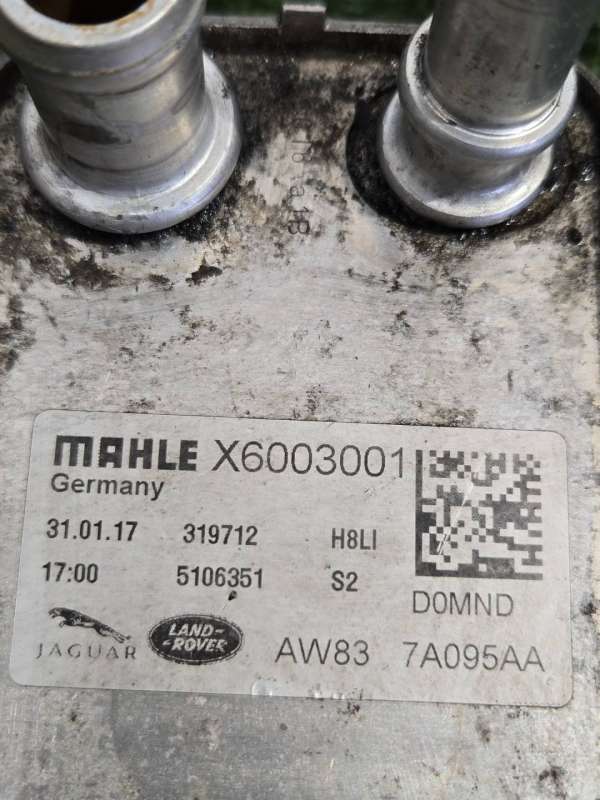 MAHLE X6003001
Germany
31.01.17 319712 H8LI
17:00 5106351 S2
D0MND
JAGUAR LAND-ROVER AW83 7A095AA